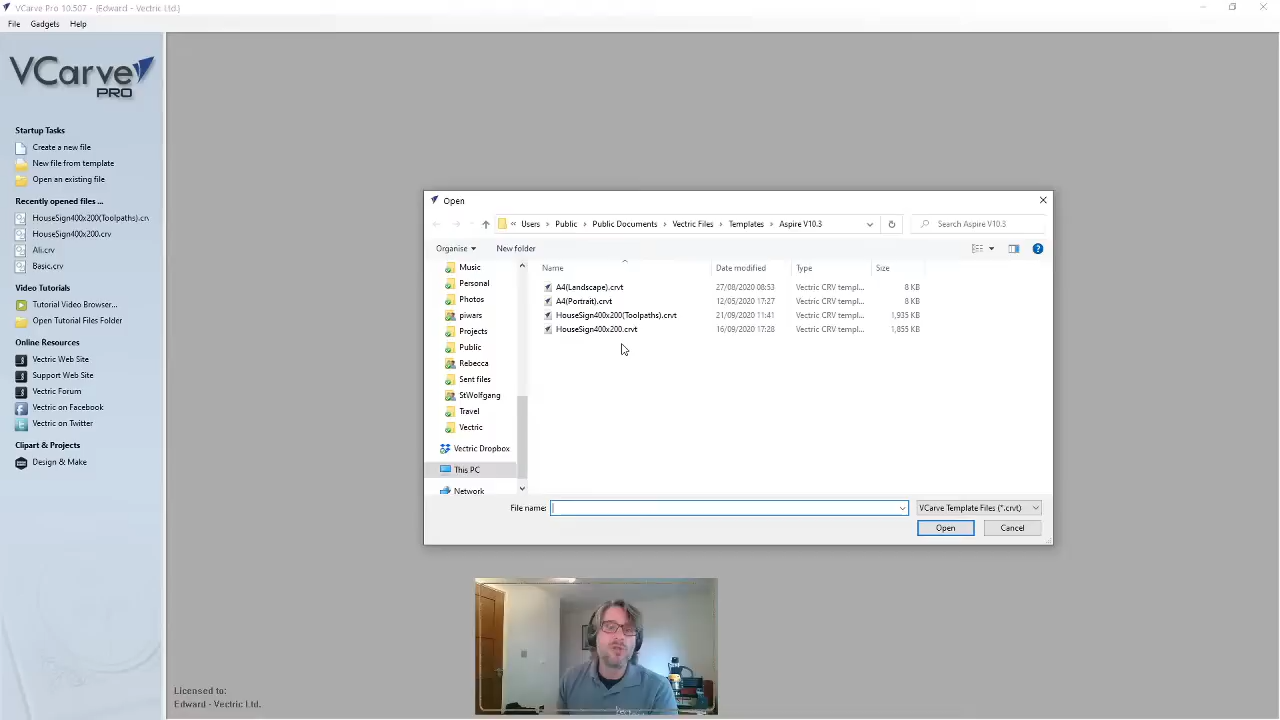 VCarve Pro 10.507 - {Edward - Vectric Ltd.}
File Gadgets Help
VCarve
PRO
Startup Tasks
Create a new file
New file from template
Open an existing file
Recently opened files ...
HouseSign400x200(Toolpaths).crv
HouseSign400x200.crv
Ali.crv
Basic.crv
Video Tutorials
Tutorial Video Browser...
Open Tutorial Files Folder
Online Resources
Vectric Web Site
Support Web Site
Vectric Forum
Vectric on Facebook
Vectric on Twitter
Clipart & Projects
Design & Make
Licensed to:
Edward - Vectric Ltd.
Open
« Users > Public > Public Documents > Vectric Files > Templates > Aspire V10.3
Search Aspire V10.3
Organise New folder
Music
Personal
Photos
piwars
Projects
Public
Rebecca
Sent files
StWolfgang
Travel
Vectric
Vectric Dropbox
This PC
Network
Name Date modified Type Size
A4(Landscape).crvt 27/08/2020 08:53 Vectric CRV templ... 8 KB
A4(Portrait).crvt 12/05/2020 17:27 Vectric CRV templ... 8 KB
HouseSign400x200(Toolpaths).crvt 21/09/2020 11:41 Vectric CRV templ... 1,935 KB
HouseSign400x200.crvt 16/09/2020 17:28 Vectric CRV templ... 1,855 KB
File name: VCarve Template Files (*.crvt)
Open Cancel